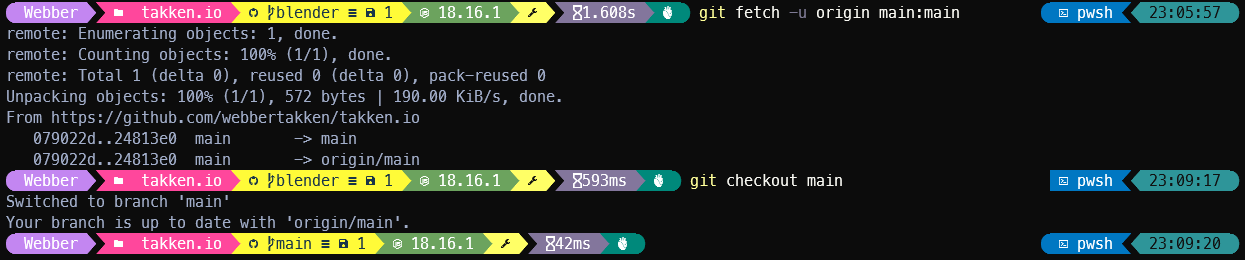 Webber takken.io blender ≡ 1 18.16.1 1.608s git fetch -u origin main:main pwsh 23:05:57
remote: Enumerating objects: 1, done.
remote: Counting objects: 100% (1/1), done.
remote: Total 1 (delta 0), reused 0 (delta 0), pack-reused 0
Unpacking objects: 100% (1/1), 572 bytes | 190.00 KiB/s, done.
From https://github.com/webbertakken/takken.io
   079022d..24813e0  main       -> main
   079022d..24813e0  main       -> origin/main
Webber takken.io blender ≡ 1 18.16.1 593ms git checkout main pwsh 23:09:17
Switched to branch 'main'
Your branch is up to date with 'origin/main'.
Webber takken.io main ≡ 1 18.16.1 42ms pwsh 23:09:20